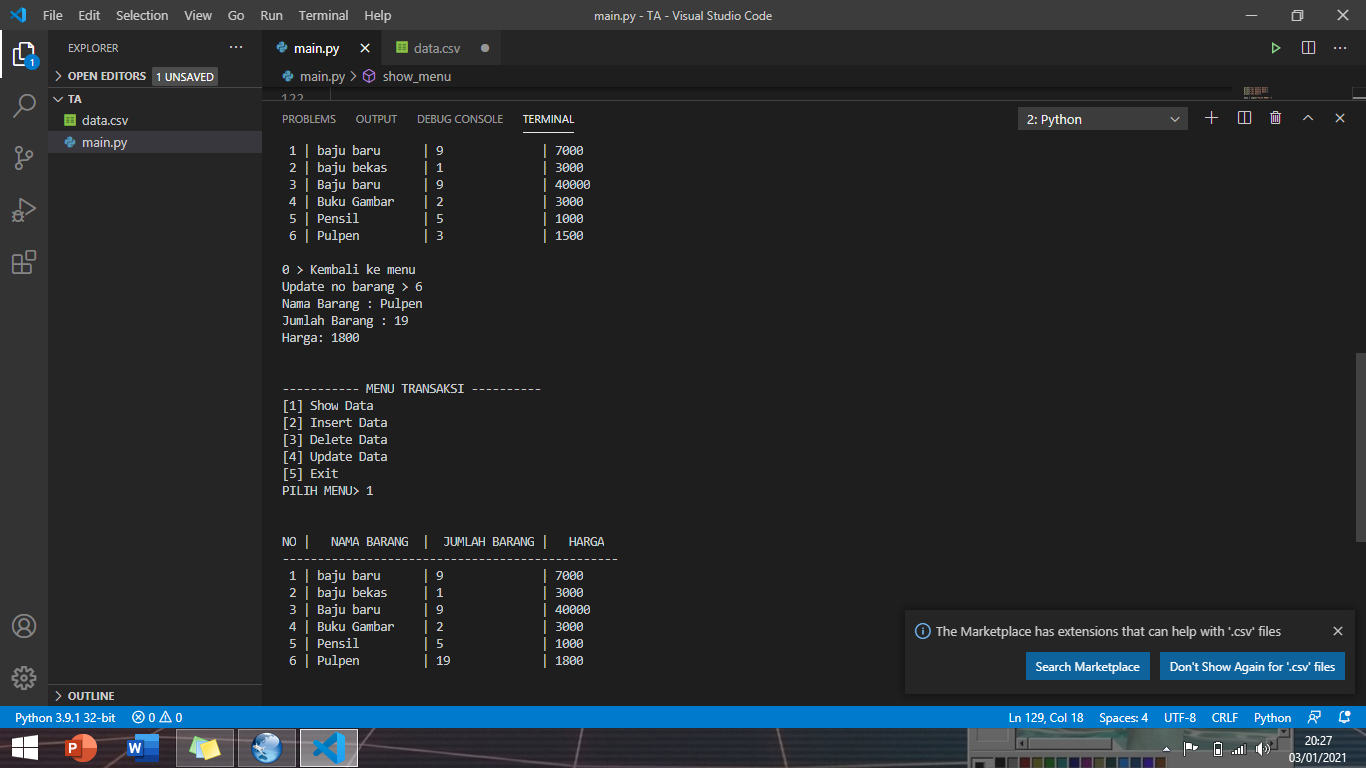 File Edit Selection View Go Run Terminal Help
main.py - TA - Visual Studio Code
EXPLORER
OPEN EDITORS 1 UNSAVED
TA
data.csv
main.py
OUTLINE
1
main.py
data.csv
main.py > show_menu
122
PROBLEMS OUTPUT DEBUG CONSOLE TERMINAL
2: Python
1 | baju baru | 9 | 7000
2 | baju bekas | 1 | 3000
3 | Baju baru | 9 | 40000
4 | Buku Gambar | 2 | 3000
5 | Pensil | 5 | 1000
6 | Pulpen | 3 | 1500
0 > Kembali ke menu
Update no barang > 6
Nama Barang : Pulpen
Jumlah Barang : 19
Harga: 1800
----------- MENU TRANSAKSI ----------
[1] Show Data
[2] Insert Data
[3] Delete Data
[4] Update Data
[5] Exit
PILIH MENU> 1
NO | NAMA BARANG | JUMLAH BARANG | HARGA
------------------------------------------------
1 | baju baru | 9 | 7000
2 | baju bekas | 1 | 3000
3 | Baju baru | 9 | 40000
4 | Buku Gambar | 2 | 3000
5 | Pensil | 5 | 1000
6 | Pulpen | 19 | 1800
The Marketplace has extensions that can help with '.csv' files
Search Marketplace
Don't Show Again for '.csv' files
Python 3.9.1 32-bit 0 0
Ln 129, Col 18 Spaces: 4 UTF-8 CRLF Python
20:27
03/01/2021